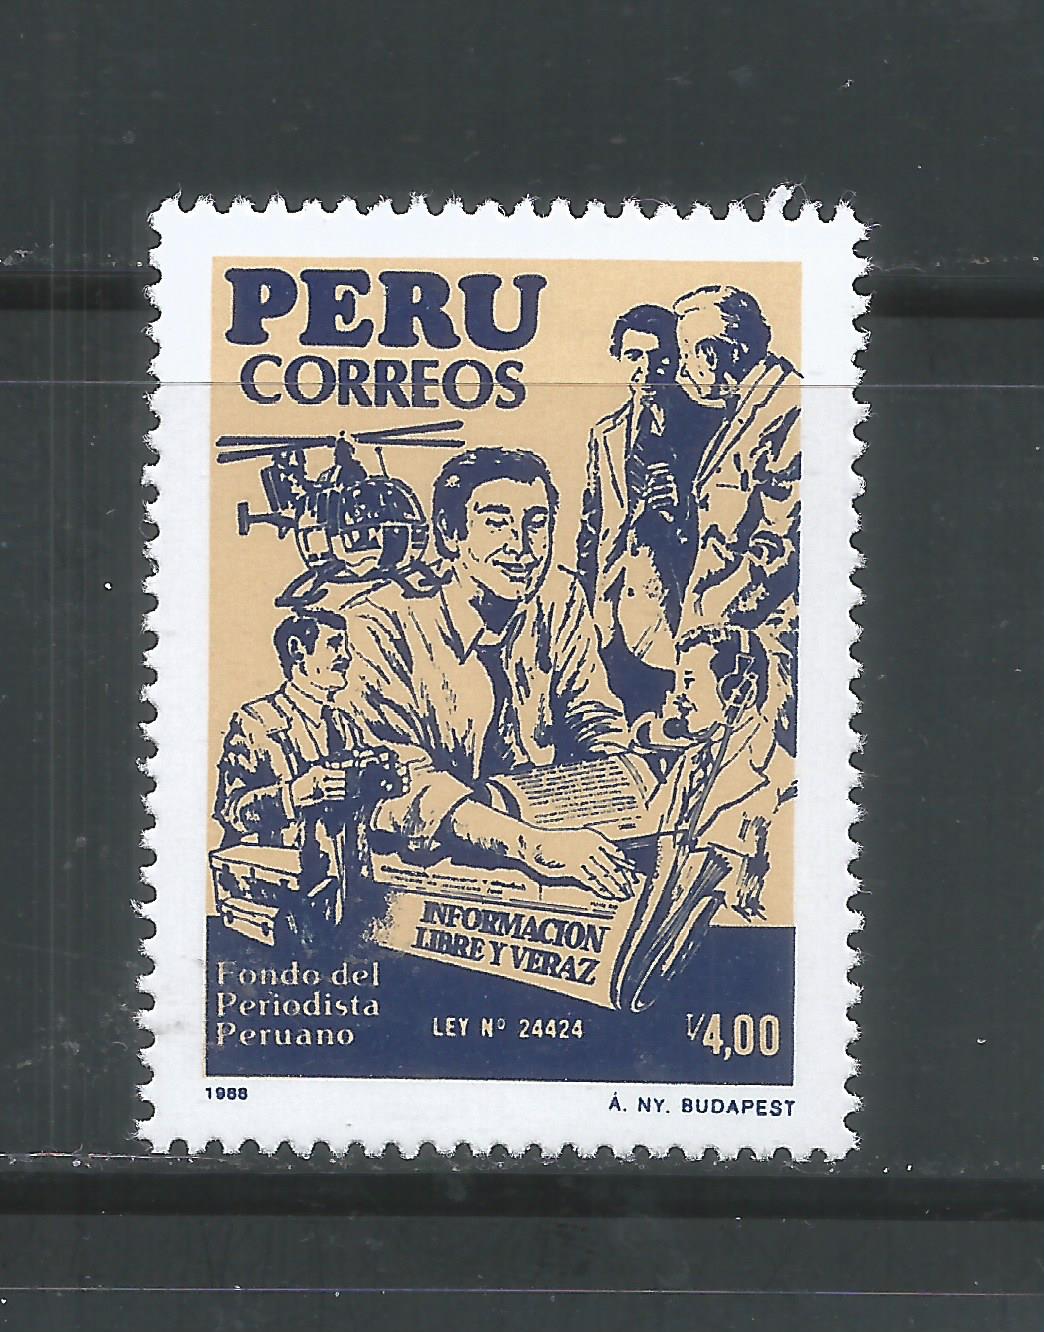 PERU
CORREOS
INFORMACION
LIBRE Y VERAZ
Fondo del
Periodista
Peruano
LEY Nº 24424
I/4,00
1988
Á. NY. BUDAPEST